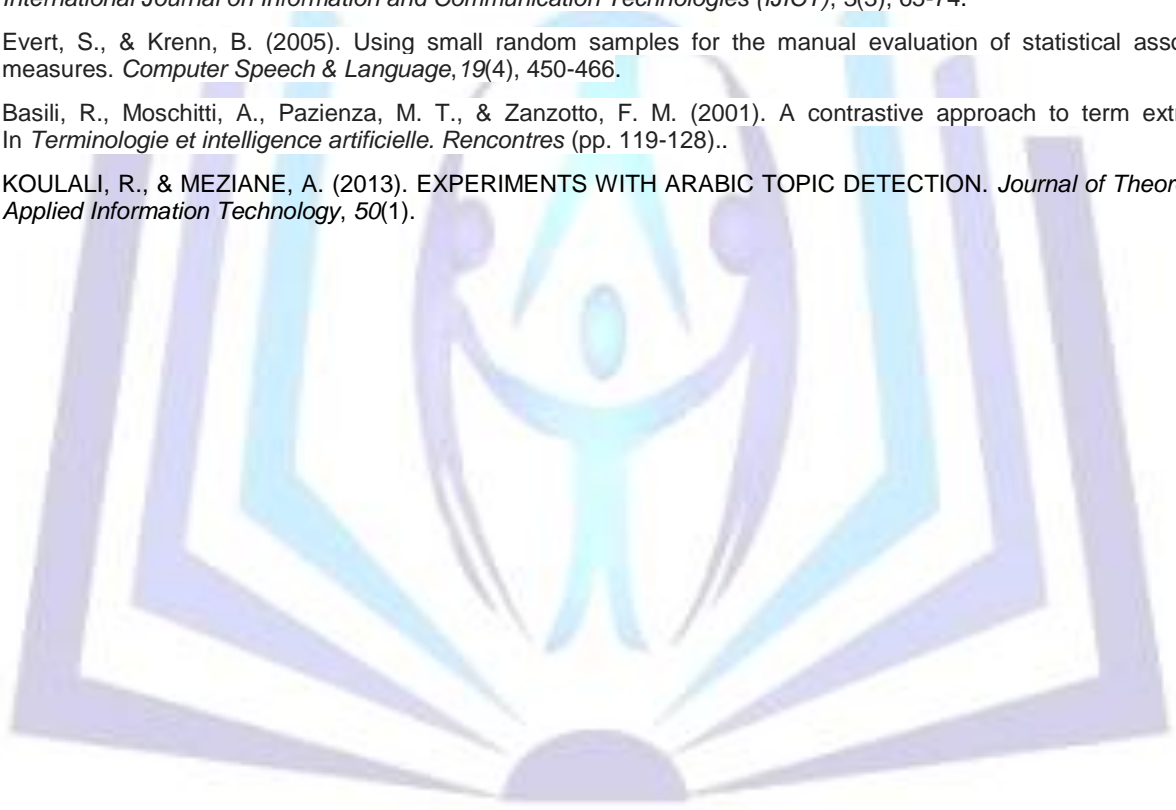 International Journal on Information and Communication Technologies (IJICT), 3(3), 65-74.
Evert, S., & Krenn, B. (2005). Using small random samples for the manual evaluation of statistical asso
measures. Computer Speech & Language,19(4), 450-466.
Basili, R., Moschitti, A., Pazienza, M. T., & Zanzotto, F. M. (2001). A contrastive approach to term extr
In Terminologie et intelligence artificielle. Rencontres (pp. 119-128)..
KOULALI, R., & MEZIANE, A. (2013). EXPERIMENTS WITH ARABIC TOPIC DETECTION. Journal of Theor
Applied Information Technology, 50(1).